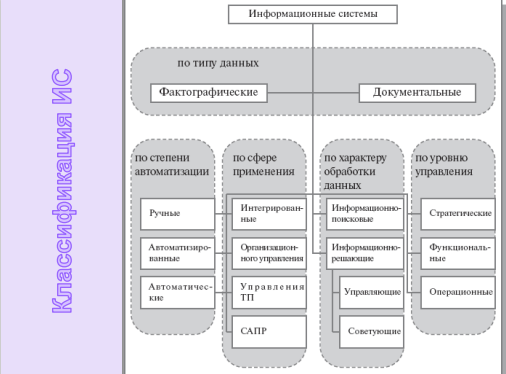 Классификация ИС
Информационные системы
по типу данных
Фактографические
Документальные
по степени
автоматизации
Ручные
Автоматизиро-
ванные
Автоматичес-
кие
по сфере
применения
Интегрирован-
ные
Организацион-
ного управления
Управления
ТП
САПР
по характеру
обработки
данных
Информационно-
поисковые
Информационно-
решающие
Управляющие
Советующие
по уровню
управления
Стратегические
Функциональ-
ные
Операционные